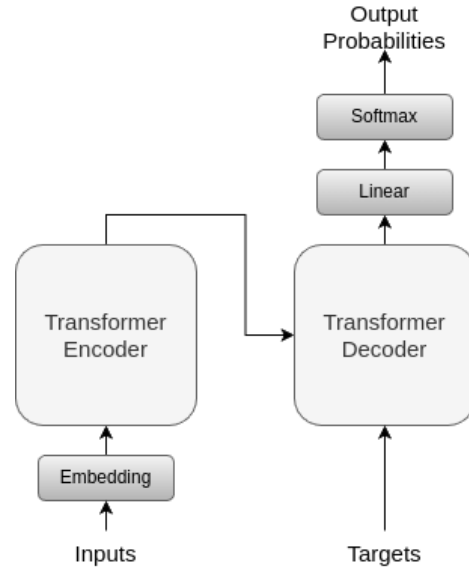 Output
Probabilities
Softmax
Linear
Transformer
Encoder
Transformer
Decoder
Embedding
Inputs
Targets